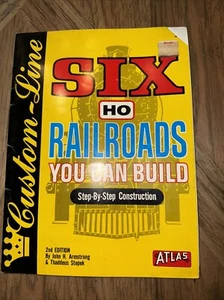 Custom-Line
SIX
HO
RAILROADS
YOU CAN BUILD
Step-By-Step Construction
2nd EDITION
By John H. Armstrong
& Thaddeus Stepek
ATLAS